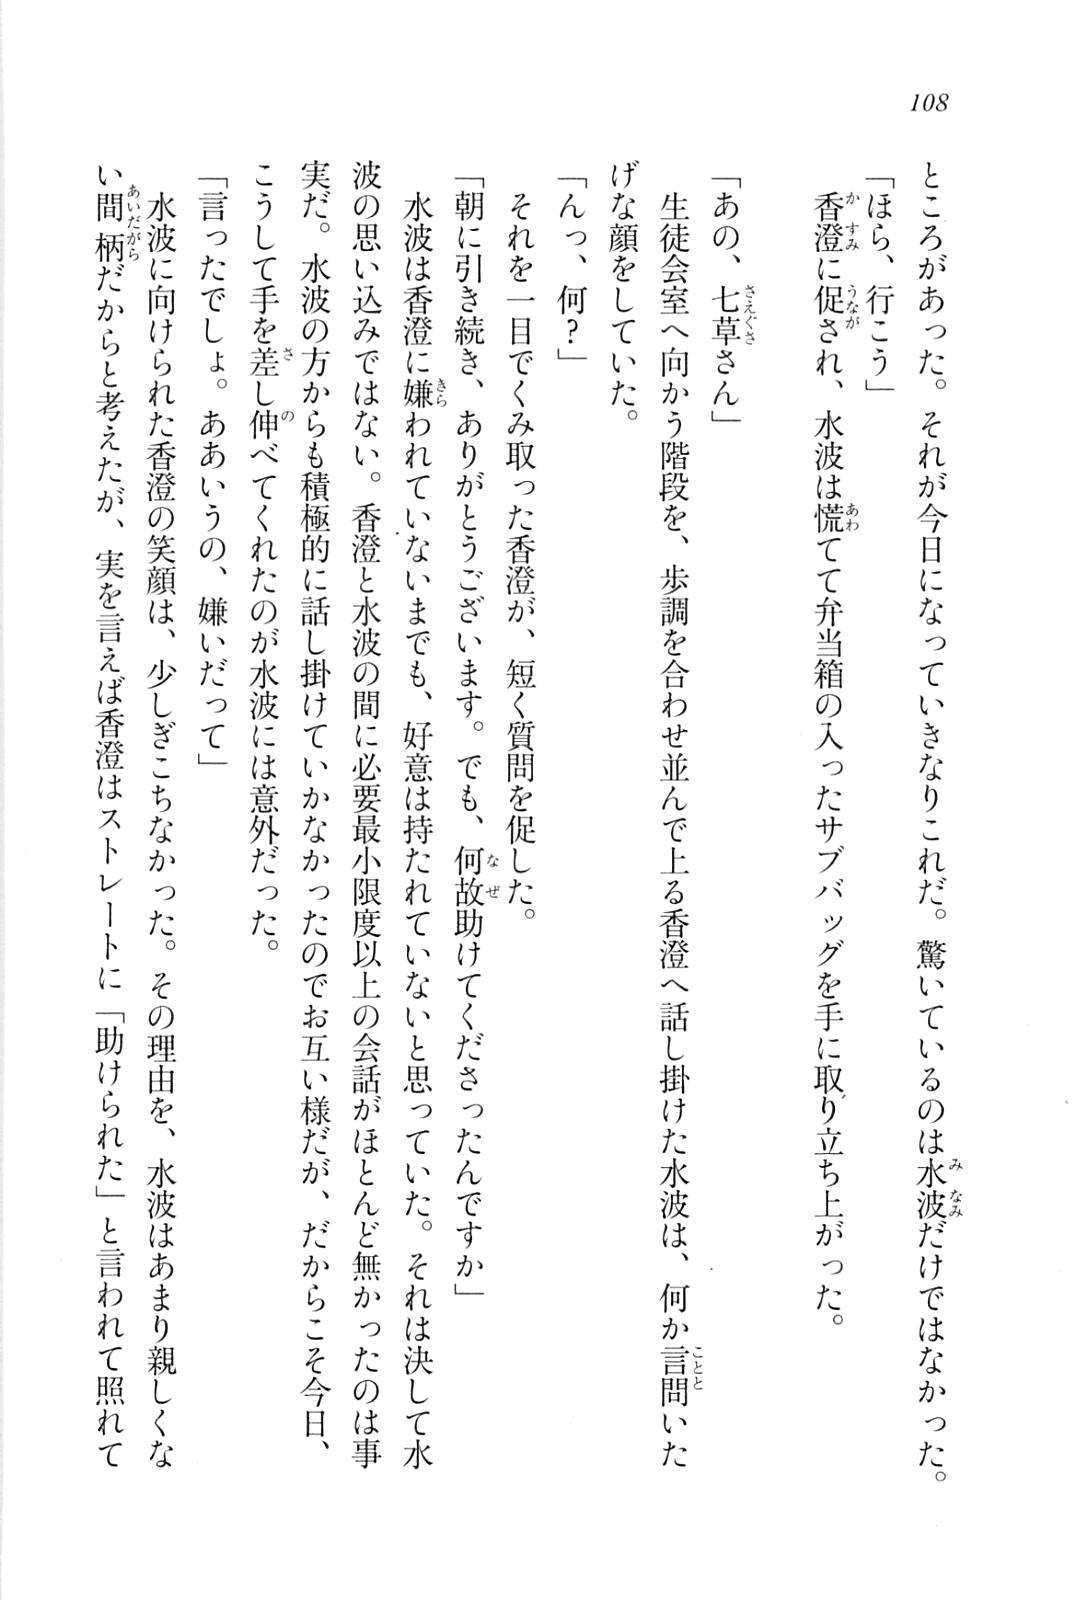 108
ところがあった。それが今日になっていきなりこれだ。驚いているのは水波だけではなかった。
「ほら、行こう」
香澄に促され、水波は慌てて弁当箱の入ったサブバッグを手に取り立ち上がった。
「あの、七草さん」
生徒会室へ向かう階段を、歩調を合わせ並んで上る香澄へ話し掛けた水波は、何か言問いた
げな顔をしていた。
「んっ、何？」
それを一目でくみ取った香澄が、短く質問を促した。
「朝に引き続き、ありがとうございます。でも、何故助けてくださったんですか」
水波は香澄に嫌われていないまでも、好意は持たれていないと思っていた。それは決して水
波の思い込みではない。香澄と水波の間に必要最小限度以上の会話がほとんど無かったのは事
実だ。水波の方からも積極的に話し掛けていかなかったのでお互い様だが、だからこそ今日、
こうして手を差し伸べてくれたのが水波には意外だった。
「言ったでしょ。ああいうの、嫌いだって」
水波に向けられた香澄の笑顔は、少しぎこちなかった。その理由を、水波はあまり親しくな
い間柄だからと考えたが、実を言えば香澄はストレートに「助けられた」と言われて照れて